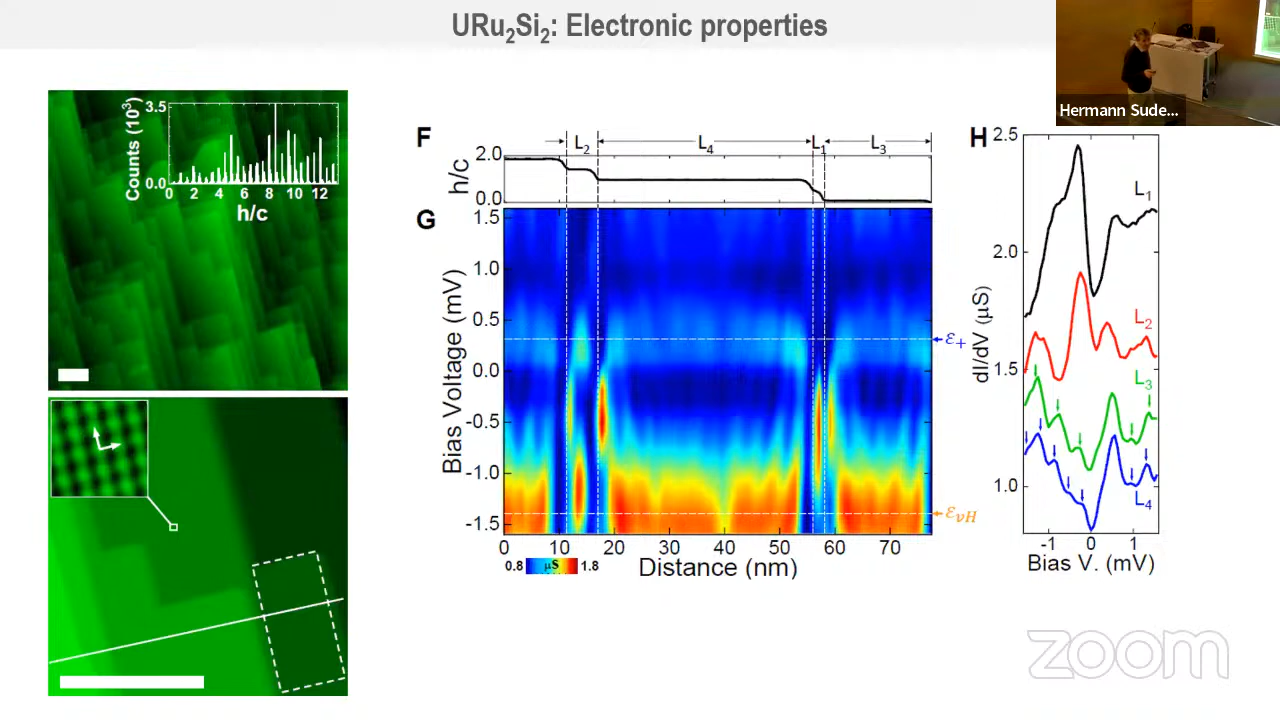 URu₂Si₂: Electronic properties
Hermann Sude...
Counts (10³)
3.5
0.0
0 2 4 6 8 10 12
h/c
F
L₂ L₄ L₁ L₃
h/c
2.0
0.0
G
Bias Voltage (mV)
1.5
1.0
0.5
0.0
-0.5
-1.0
-1.5
ε₊
ε_vH
0 10 20 30 40 50 60 70
0.8 μS 1.8
Distance (nm)
H
dI/dV (μS)
2.5
2.0
1.5
1.0
L₁
L₂
L₃
L₄
-1 0 1
Bias V. (mV)
zoom